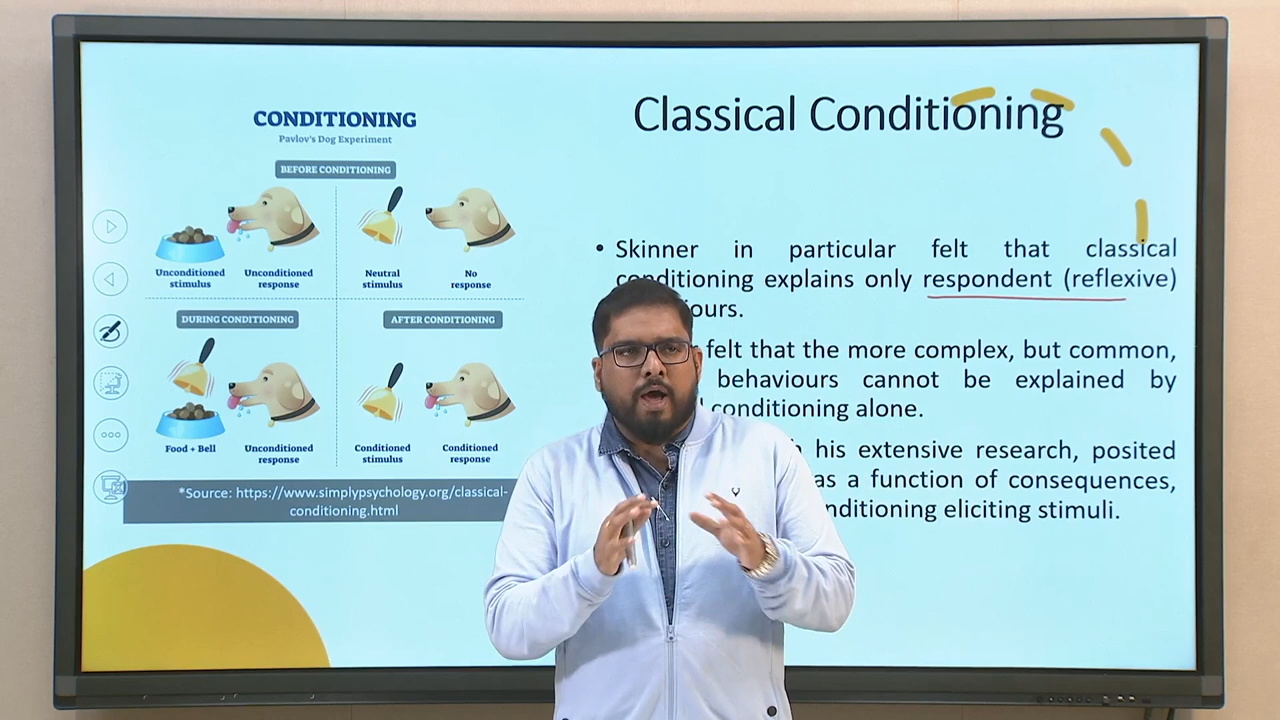 Classical Conditioning
CONDITIONING
Pavlov's Dog Experiment
BEFORE CONDITIONING
Unconditioned stimulus
Unconditioned response
Neutral stimulus
No response
DURING CONDITIONING
AFTER CONDITIONING
Food + Bell
Unconditioned response
Conditioned stimulus
Conditioned response
*Source: https://www.simplypsychology.org/classical-
conditioning.html
• Skinner in particular felt that classical
conditioning explains only respondent (reflexive)
felt that the more complex, but common,
behaviours cannot be explained by
conditioning alone.
his extensive research, posited
as a function of consequences,
eliciting stimuli.